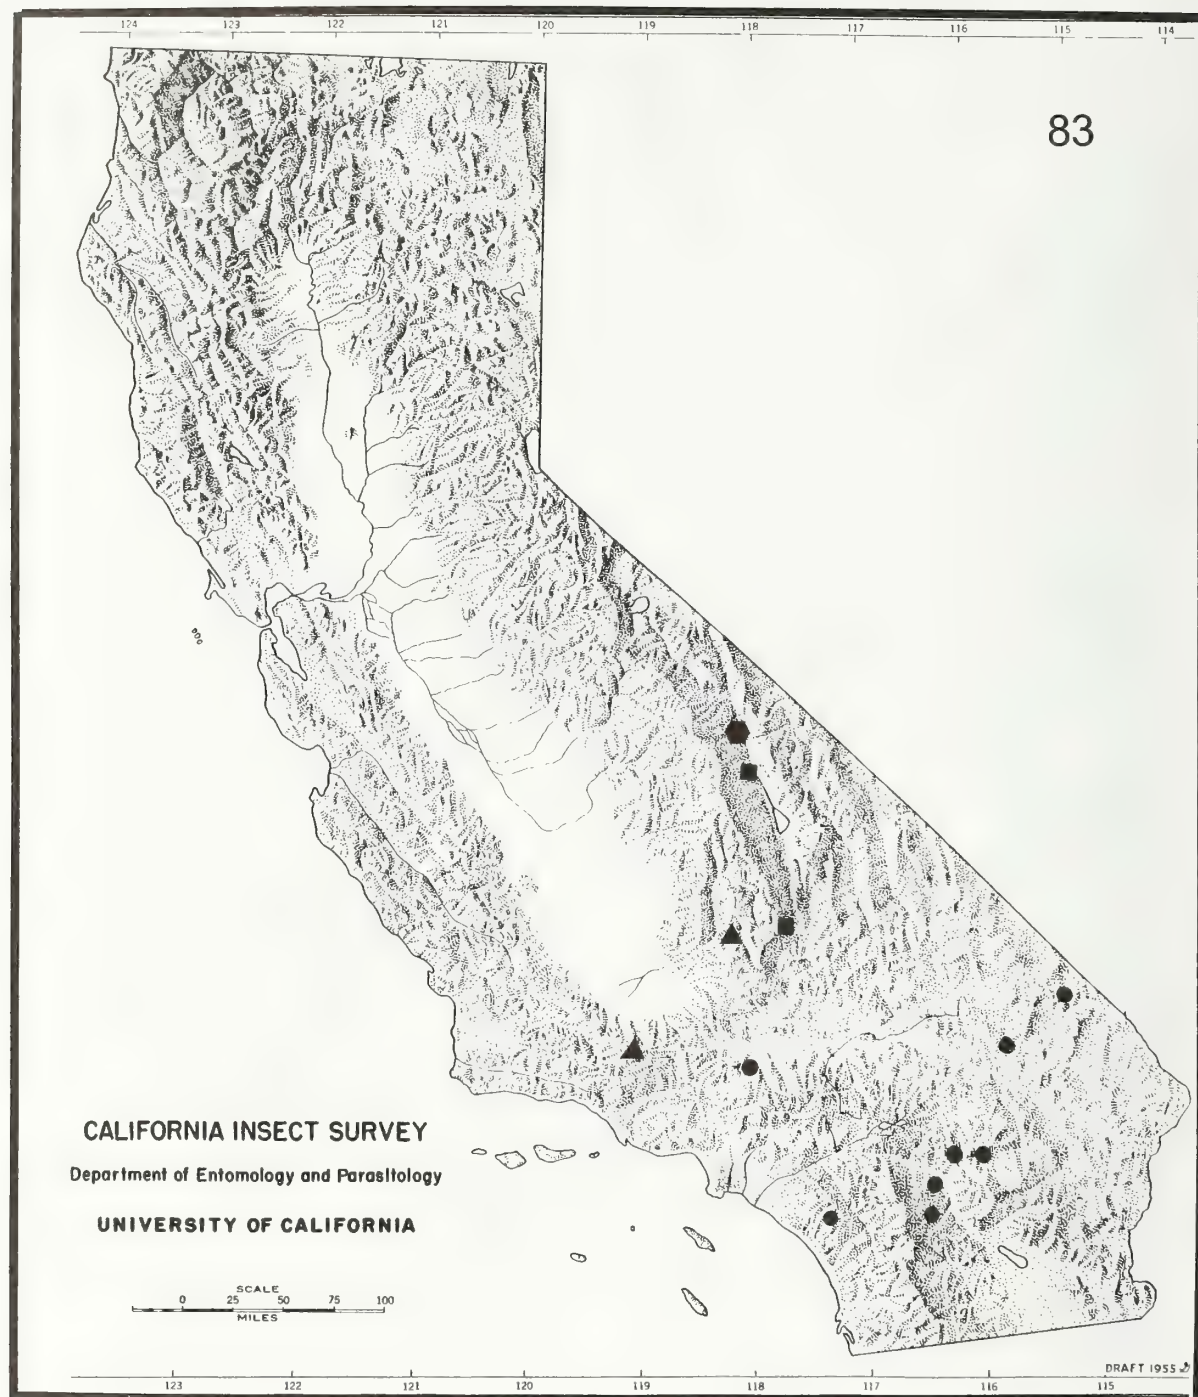 124 123 122 121 120 119 118 117 116 115 114
83
CALIFORNIA INSECT SURVEY
Department of Entomology and Parasitology
UNIVERSITY OF CALIFORNIA
SCALE
0 25 50 75 100
MILES
DRAFT 1955
123 122 121 120 119 118 117 116 115